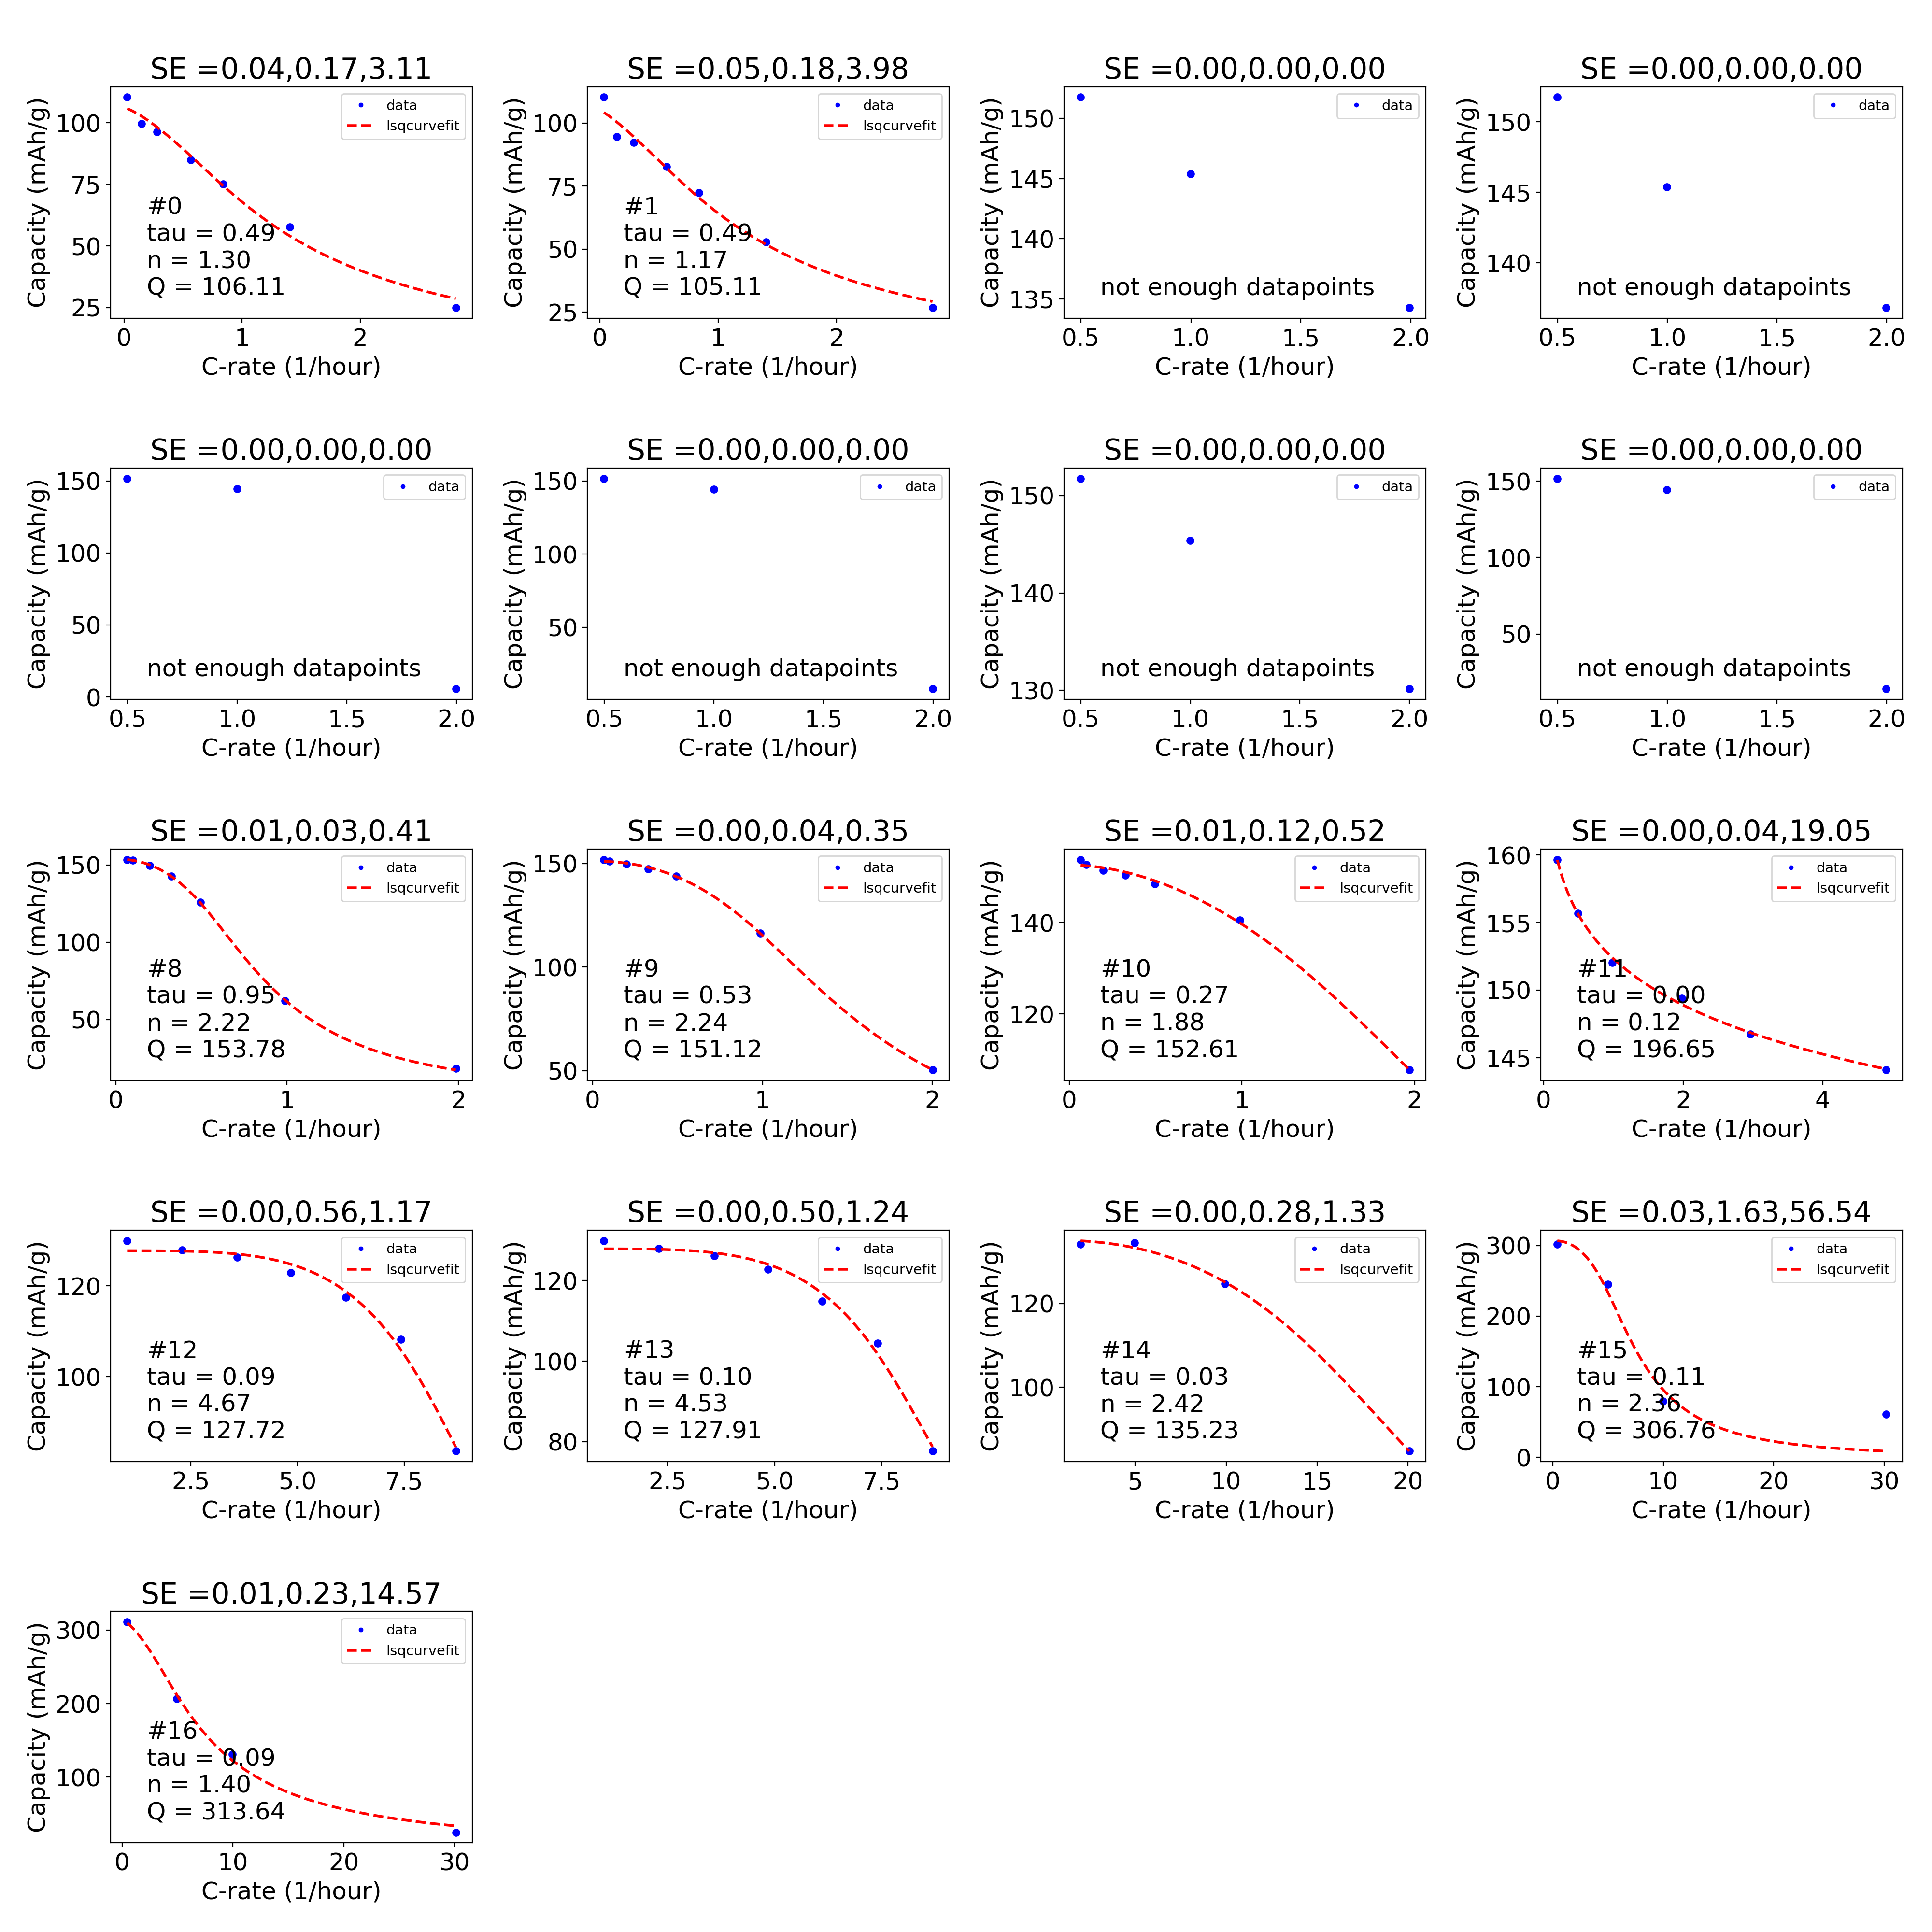 SE =0.04,0.17,3.11
Capacity (mAh/g)
100
75
50
25
data
lsqcurvefit
#0
tau = 0.49
n = 1.30
Q = 106.11
0 1 2
C-rate (1/hour)
SE =0.05,0.18,3.98
Capacity (mAh/g)
100
75
50
25
data
lsqcurvefit
#1
tau = 0.49
n = 1.17
Q = 105.11
0 1 2
C-rate (1/hour)
SE =0.00,0.00,0.00
Capacity (mAh/g)
150
145
140
135
data
not enough datapoints
0.5 1.0 1.5 2.0
C-rate (1/hour)
SE =0.00,0.00,0.00
Capacity (mAh/g)
150
145
140
data
not enough datapoints
0.5 1.0 1.5 2.0
C-rate (1/hour)
SE =0.00,0.00,0.00
Capacity (mAh/g)
150
100
50
0
data
not enough datapoints
0.5 1.0 1.5 2.0
C-rate (1/hour)
SE =0.00,0.00,0.00
Capacity (mAh/g)
150
100
50
data
not enough datapoints
0.5 1.0 1.5 2.0
C-rate (1/hour)
SE =0.00,0.00,0.00
Capacity (mAh/g)
150
140
130
data
not enough datapoints
0.5 1.0 1.5 2.0
C-rate (1/hour)
SE =0.00,0.00,0.00
Capacity (mAh/g)
150
100
50
data
not enough datapoints
0.5 1.0 1.5 2.0
C-rate (1/hour)
SE =0.01,0.03,0.41
Capacity (mAh/g)
150
100
50
data
lsqcurvefit
#8
tau = 0.95
n = 2.22
Q = 153.78
0 1 2
C-rate (1/hour)
SE =0.00,0.04,0.35
Capacity (mAh/g)
150
100
50
data
lsqcurvefit
#9
tau = 0.53
n = 2.24
Q = 151.12
0 1 2
C-rate (1/hour)
SE =0.01,0.12,0.52
Capacity (mAh/g)
140
120
data
lsqcurvefit
#10
tau = 0.27
n = 1.88
Q = 152.61
0 1 2
C-rate (1/hour)
SE =0.00,0.04,19.05
Capacity (mAh/g)
160
155
150
145
data
lsqcurvefit
#11
tau = 0.00
n = 0.12
Q = 196.65
0 2 4
C-rate (1/hour)
SE =0.00,0.56,1.17
Capacity (mAh/g)
120
100
data
lsqcurvefit
#12
tau = 0.09
n = 4.67
Q = 127.72
2.5 5.0 7.5
C-rate (1/hour)
SE =0.00,0.50,1.24
Capacity (mAh/g)
120
100
80
data
lsqcurvefit
#13
tau = 0.10
n = 4.53
Q = 127.91
2.5 5.0 7.5
C-rate (1/hour)
SE =0.00,0.28,1.33
Capacity (mAh/g)
120
100
data
lsqcurvefit
#14
tau = 0.03
n = 2.42
Q = 135.23
5 10 15 20
C-rate (1/hour)
SE =0.03,1.63,56.54
Capacity (mAh/g)
300
200
100
0
data
lsqcurvefit
#15
tau = 0.11
n = 2.36
Q = 306.76
0 10 20 30
C-rate (1/hour)
SE =0.01,0.23,14.57
Capacity (mAh/g)
300
200
100
data
lsqcurvefit
#16
tau = 0.09
n = 1.40
Q = 313.64
0 10 20 30
C-rate (1/hour)